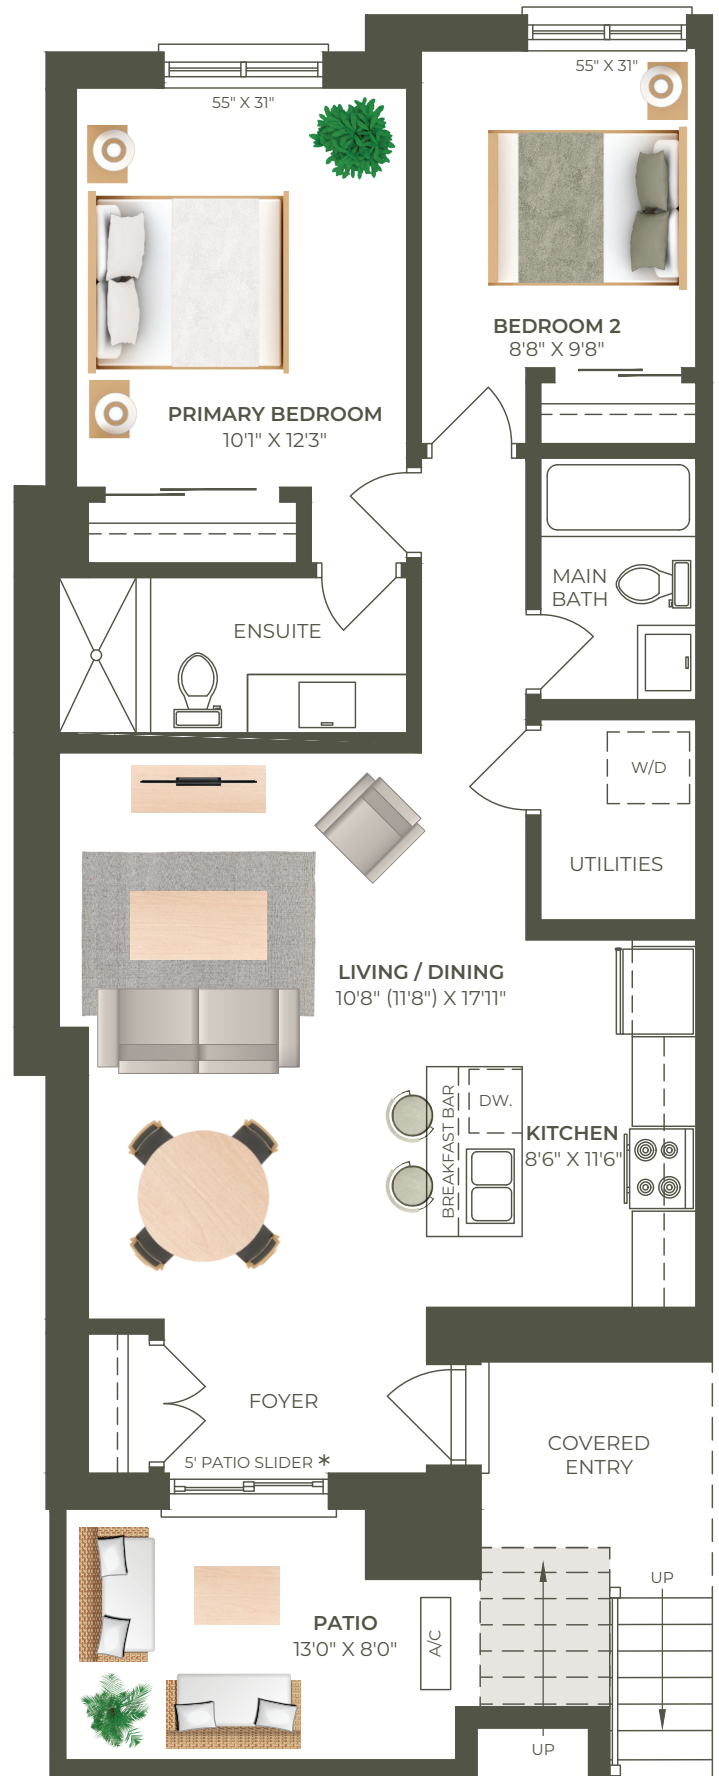 55" X 31"
55" X 31"
BEDROOM 2
8'8" X 9'8"
PRIMARY BEDROOM
10'1" X 12'3"
MAIN
BATH
ENSUITE
W/D
UTILITIES
LIVING / DINING
10'8" (11'8") X 17'11"
BREAKFAST BAR
DW.
KITCHEN
8'6" X 11'6"
FOYER
5' PATIO SLIDER *
COVERED
ENTRY
UP
PATIO
13'0" X 8'0"
A/C
UP